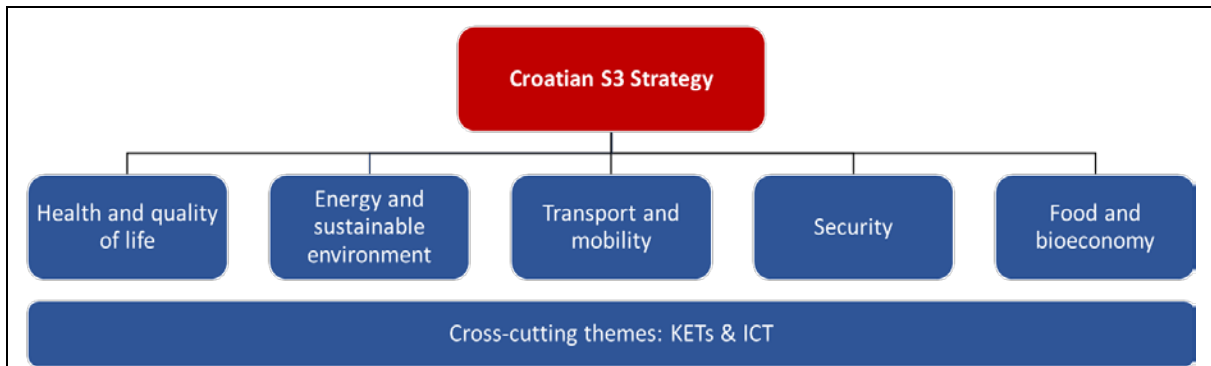 Croatian S3 Strategy
Health and quality
of life
Energy and
sustainable
environment
Transport and
mobility
Security
Food and
bioeconomy
Cross-cutting themes: KETs & ICT